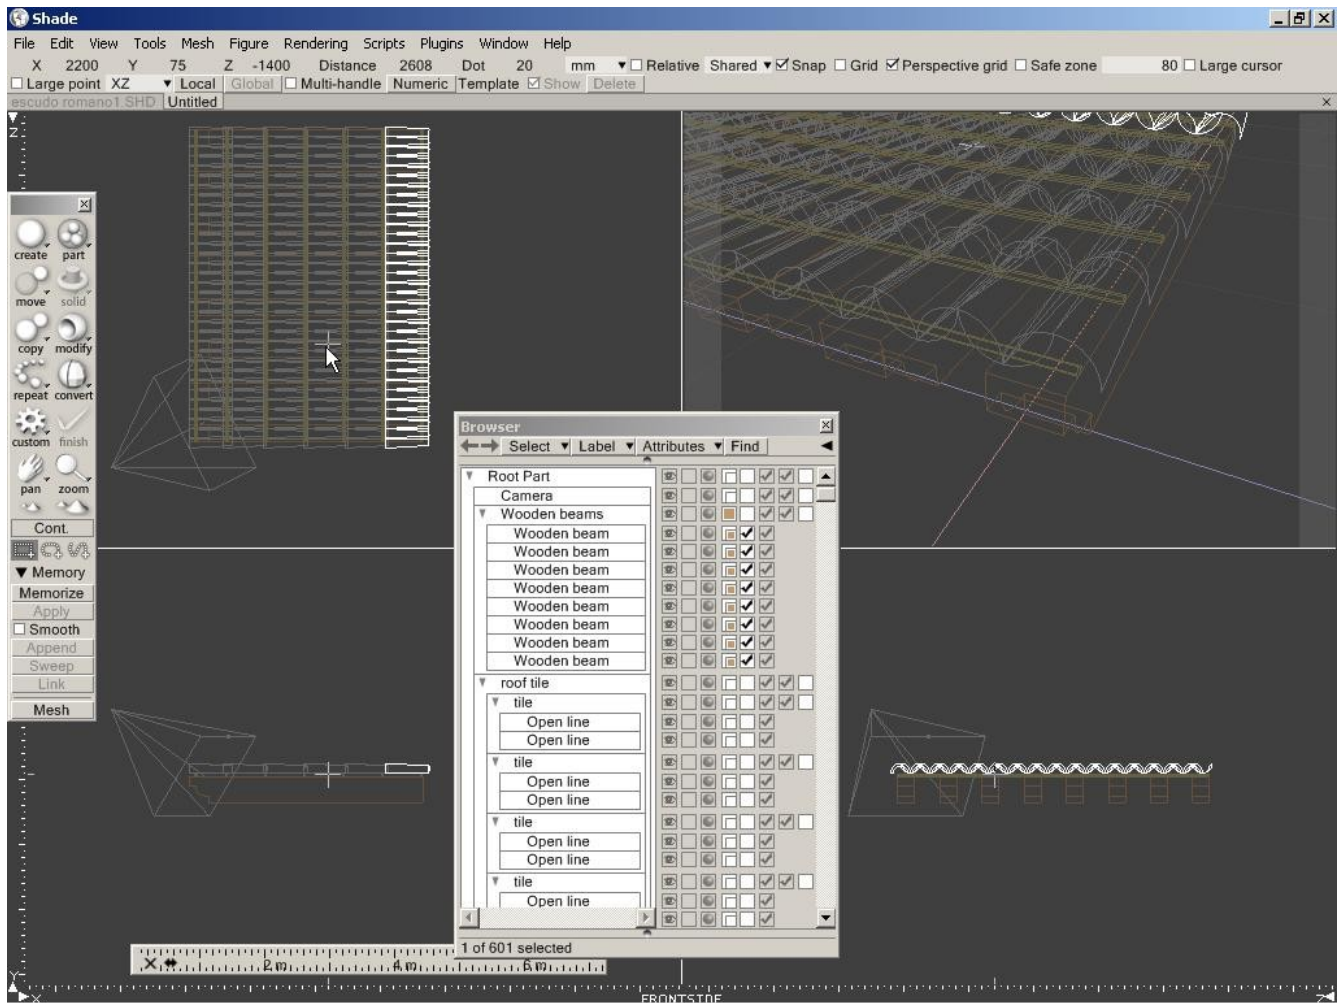 Shade
File Edit View Tools Mesh Figure Rendering Scripts Plugins Window Help
X 2200 Y 75 Z -1400 Distance 2608 Dot 20 mm Relative Shared Snap Grid Perspective grid Safe zone 80 Large cursor
Large point XZ Local Global Multi-handle Numeric Template Show Delete
escudo romano1.SHD Untitled
Z
create part
move solid
copy modify
repeat convert
custom finish
pan zoom
Cont.
Memory
Memorize
Apply
Smooth
Append
Sweep
Link
Mesh
Browser
Select Label Attributes Find
Root Part
Camera
Wooden beams
Wooden beam
Wooden beam
Wooden beam
Wooden beam
Wooden beam
Wooden beam
Wooden beam
Wooden beam
roof tile
tile
Open line
Open line
tile
Open line
Open line
tile
Open line
Open line
tile
Open line
1 of 601 selected
2 m 4 m 6 m
Y
X FRONTSIDE Z